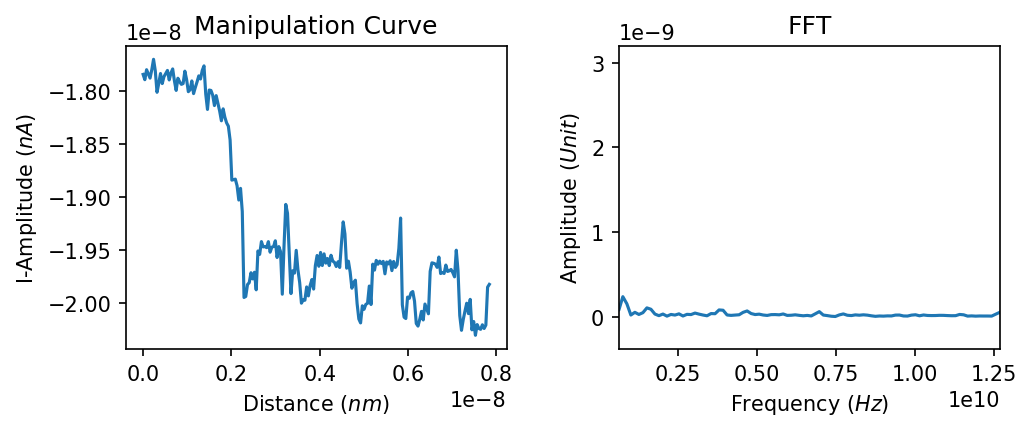 Manipulation Curve
1e−8
−1.80
−1.85
−1.90
−1.95
−2.00
I-Amplitude (nA)
0.0 0.2 0.4 0.6 0.8
Distance (nm)
1e−8
FFT
1e−9
3
2
1
0
Amplitude (Unit)
0.25 0.50 0.75 1.00 1.25
Frequency (Hz)
1e10